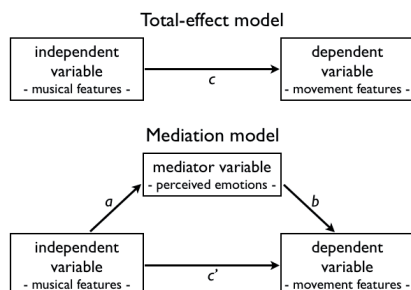 Total-effect model
independent
variable
- musical features -
c
dependent
variable
- movement features -
Mediation model
mediator variable
- perceived emotions -
a
b
independent
variable
- musical features -
c'
dependent
variable
- movement features -